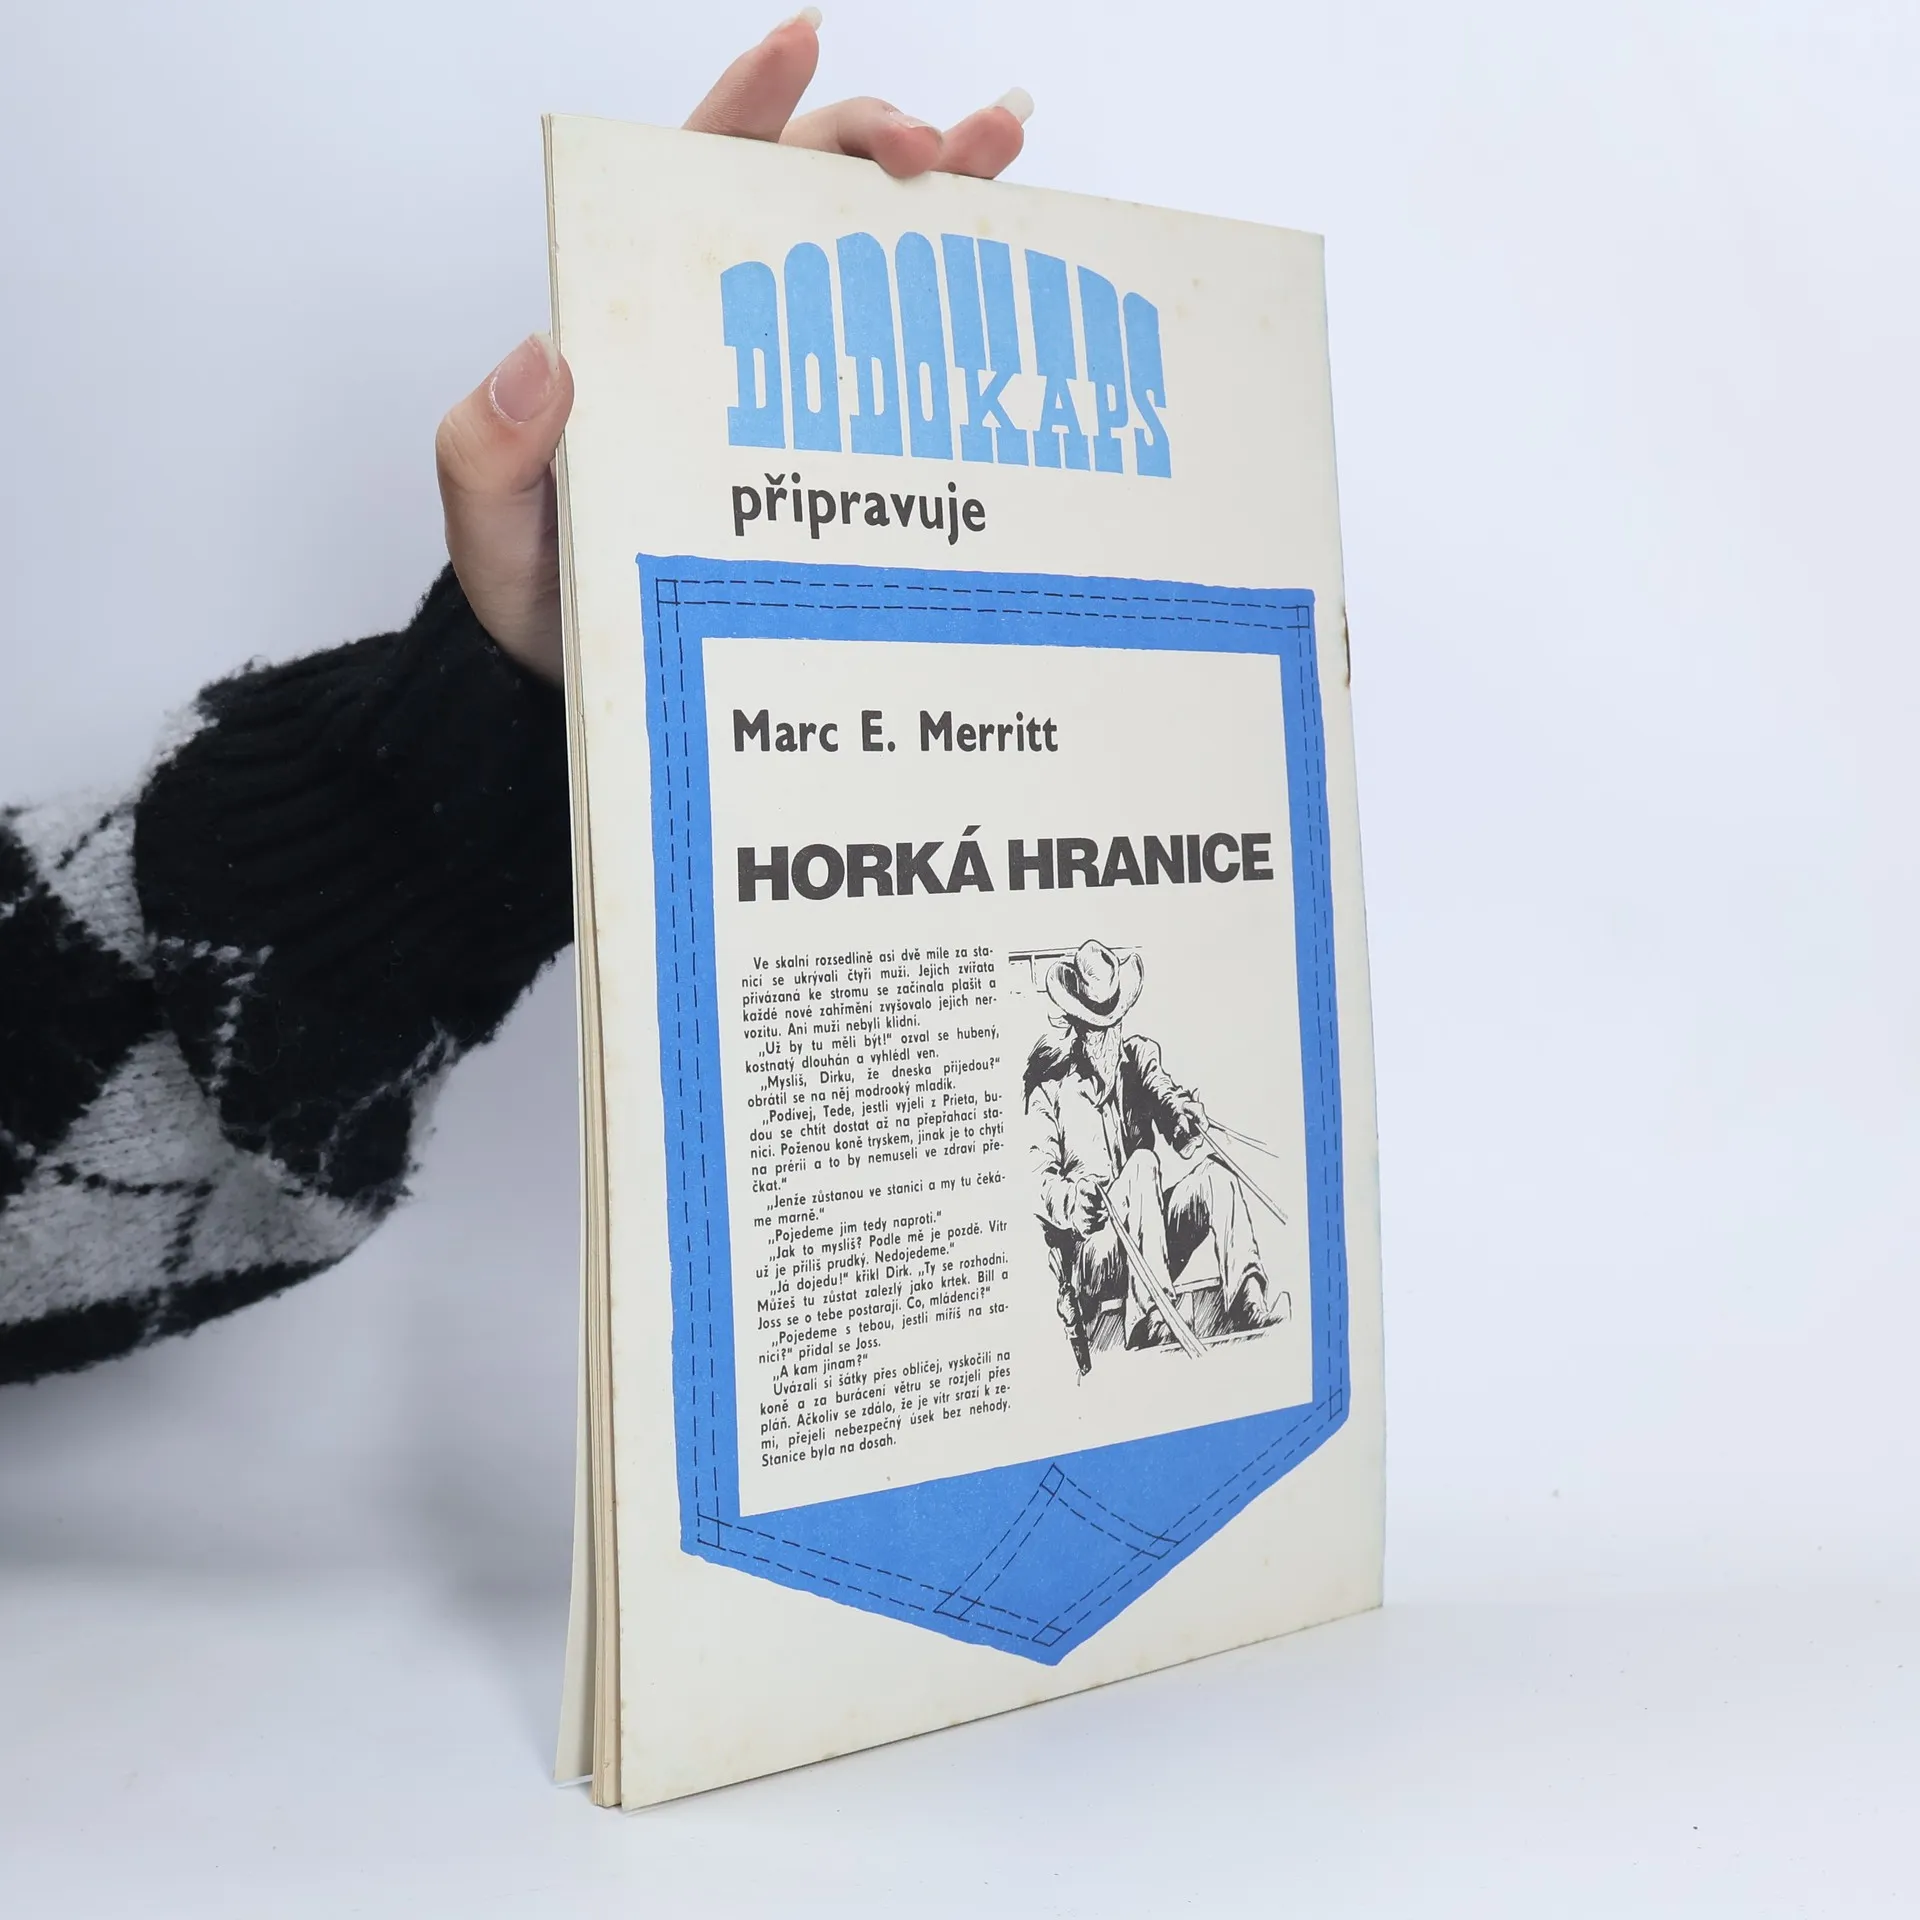 DODOKAPS
připravuje
Marc E. Merritt
HORKÁ HRANICE
Ve skalní rozsedlině asi dvě míle za sta-
nicí se ukrývali čtyři muži. Jejich zvířata
přivázaná ke stromu se začínala plašit a
každé nové zahřmění zvyšovalo jejich ner-
vozitu. Ani muži nebyli klidní.
„Už by tu měli být!“ ozval se hubený,
kostnatý dlouhán a vyhlédl ven.
„Myslíš, Dirku, že dneska přijedou?“
obrátil se na něj modrooký mladík.
„Podívej, Tede, jestli vyjeli z Prieta, bu-
dou se chtít dostat až na přepřahací sta-
nici. Poženou koně tryskem, jinak je to chytí
na prérii a to by nemuseli ve zdraví pře-
čkat.“
„Jenže zůstanou ve stanici a my tu čeká-
me marně.“
„Pojedeme jim tedy naproti.“
„Jak to myslíš? Podle mě je pozdě. Vítr
už je příliš prudký. Nedojedeme.“
„Já dojedu!“ křikl Dirk. „Ty se rozhodni.
Můžeš tu zůstat zalezlý jako krtek. Bill a
Joss se o tebe postarají. Co, mládenci?“
„Pojedeme s tebou, jestli míříš na sta-
nici?“ přidal se Joss.
„A kam jinam?“
Uvázali si šátky přes obličej, vyskočili na
koně a za burácení větru se rozjeli přes
pláň. Ačkoliv se zdálo, že je vítr srazí k ze-
mi, přejeli nebezpečný úsek bez nehody.
Stanice byla na dosah.